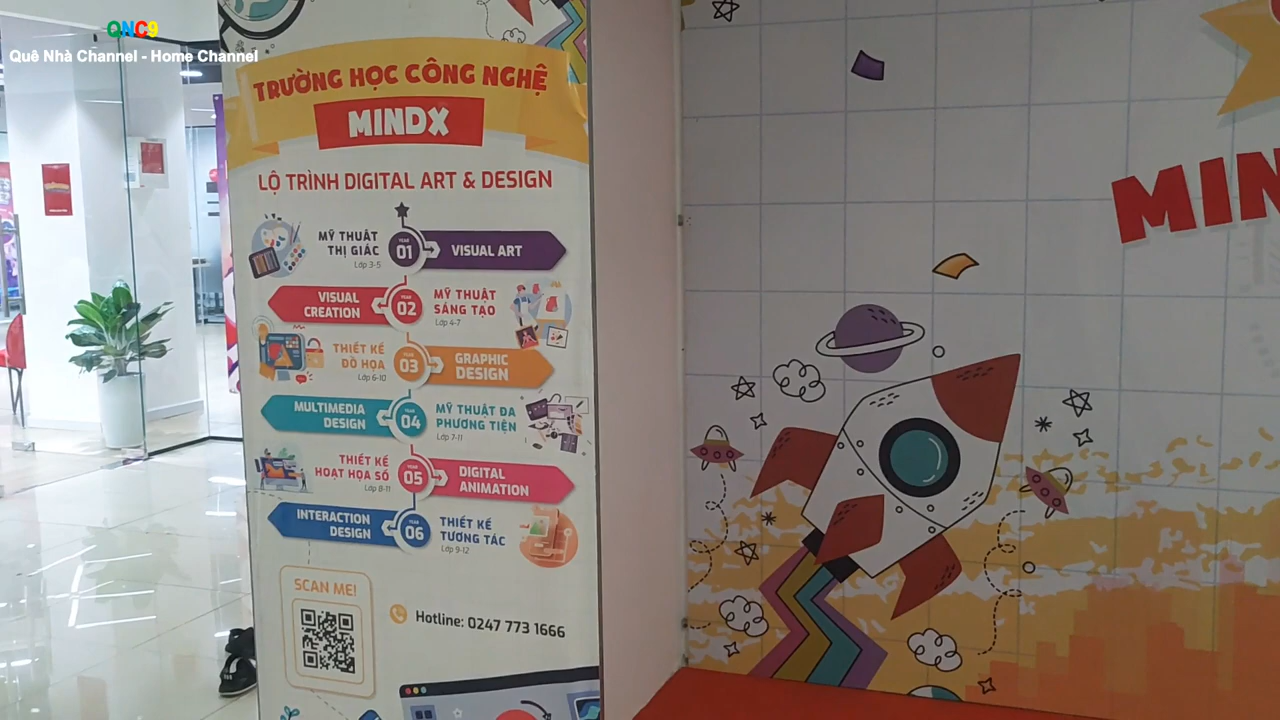 QNC9
Quê Nhà Channel - Home Channel
TRƯỜNG HỌC CÔNG NGHỆ
MINDX
LỘ TRÌNH DIGITAL ART & DESIGN
MỸ THUẬT
THỊ GIÁC
Lớp 3-5
YEAR
01
VISUAL ART
VISUAL
CREATION
YEAR
02
MỸ THUẬT
SÁNG TẠO
Lớp 4-7
THIẾT KẾ
ĐỒ HỌA
Lớp 6-10
YEAR
03
GRAPHIC
DESIGN
MULTIMEDIA
DESIGN
YEAR
04
MỸ THUẬT ĐA
PHƯƠNG TIỆN
Lớp 7-11
THIẾT KẾ
HOẠT HỌA SỐ
Lớp 8-11
YEAR
05
DIGITAL
ANIMATION
INTERACTION
DESIGN
YEAR
06
THIẾT KẾ
TƯƠNG TÁC
Lớp 9-12
SCAN ME!
Hotline: 0247 773 1666
MIN